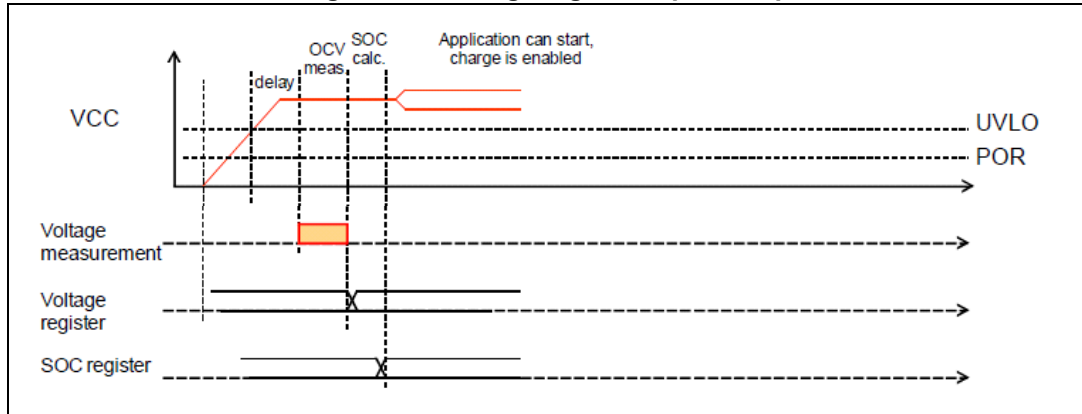 OCV
meas.
SOC
calc.
Application can start,
charge is enabled
delay
VCC
UVLO
POR
Voltage
measurement
Voltage
register
SOC register